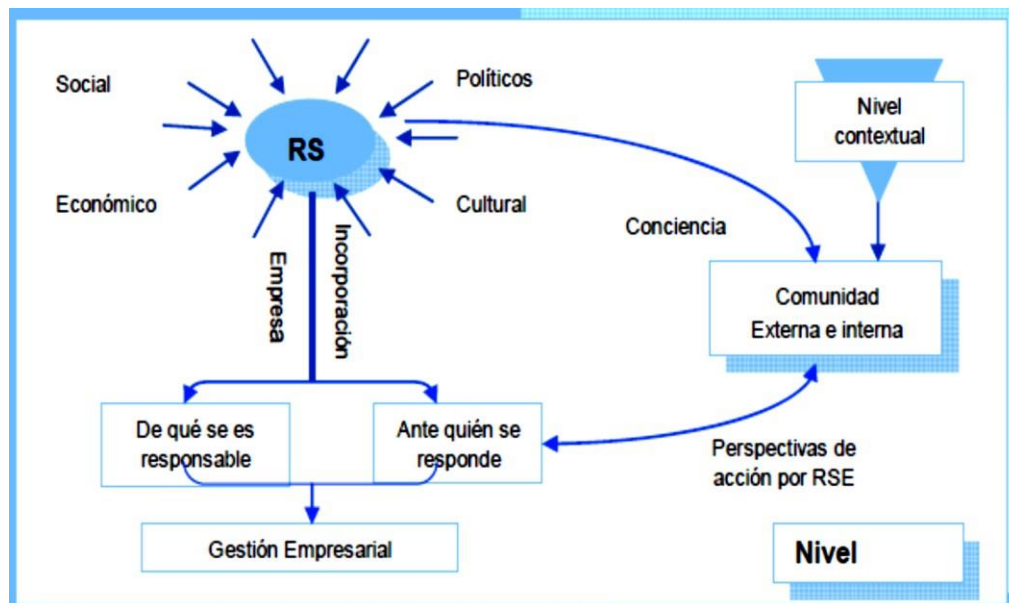 Social
Políticos
RS
Económico
Cultural
Nivel
contextual
Conciencia
Empresa
Incorporación
Comunidad
Externa e interna
De qué se es
responsable
Ante quién se
responde
Perspectivas de
acción por RSE
Gestión Empresarial
Nivel